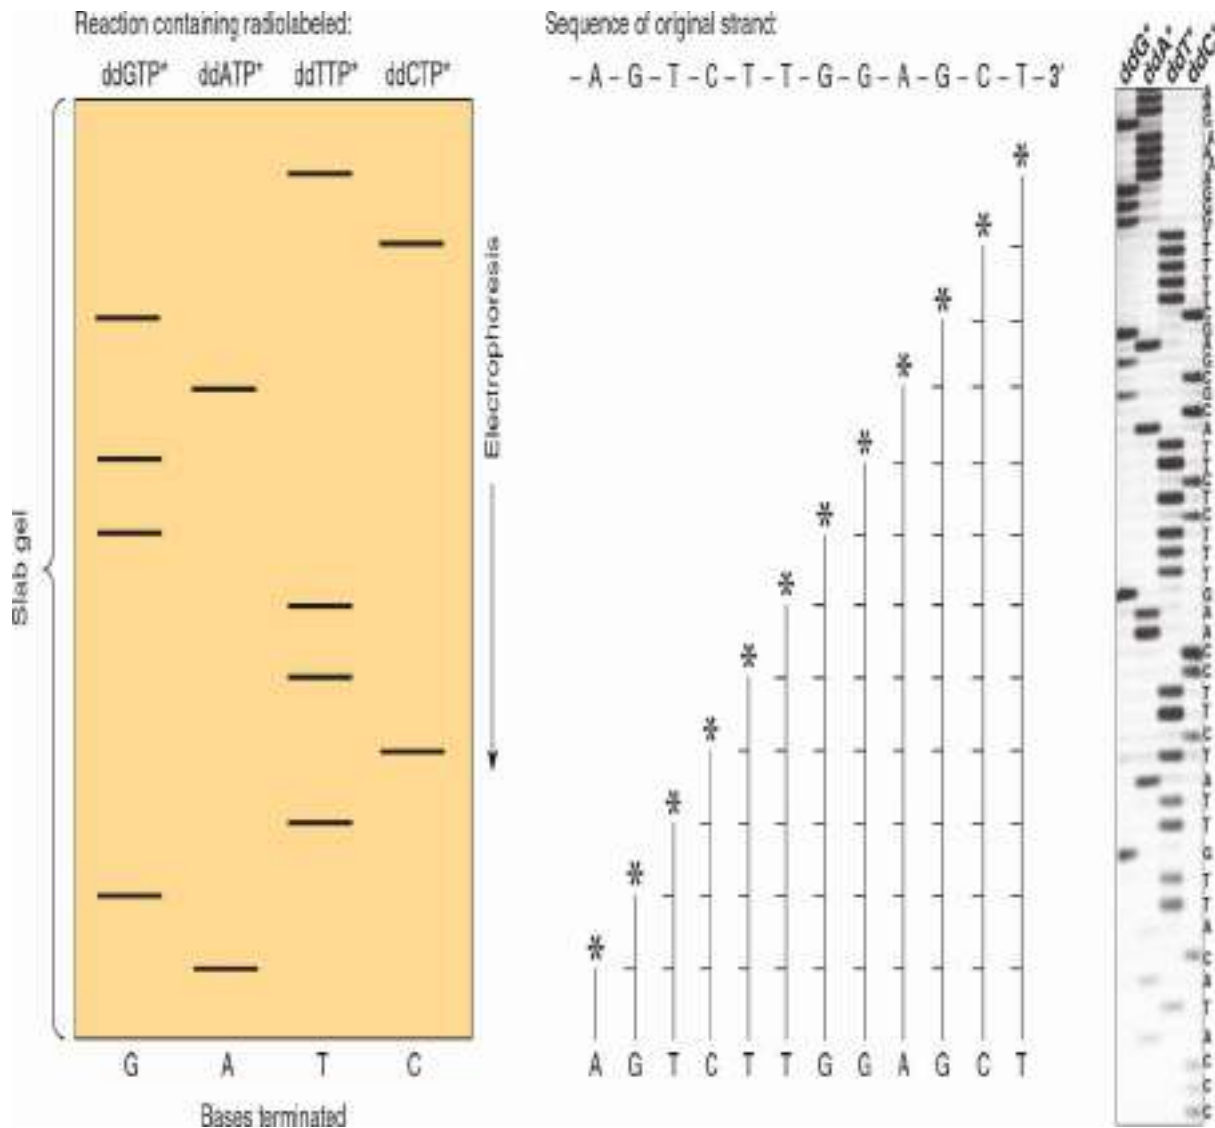 Reaction containing radiolabeled:
ddGTP* ddATP* ddTTP* ddCTP*
Slab gel
Electrophoresis
G A T C
Bases terminated
Sequence of original strand:
-A-G-T-C-T-T-G-G-A-G-C-T-3'
*
*
*
*
*
*
*
*
*
*
*
*
A G T C T T G G A G C T
ddG* ddA* ddT* ddC*
A
G
G
G
T
T
T
T
T
C
G
A
G
C
G
C
A
T
T
C
T
C
T
T
T
G
A
A
C
C
T
T
C
T
A
T
T
G
T
T
A
C
A
T
A
C
C
C